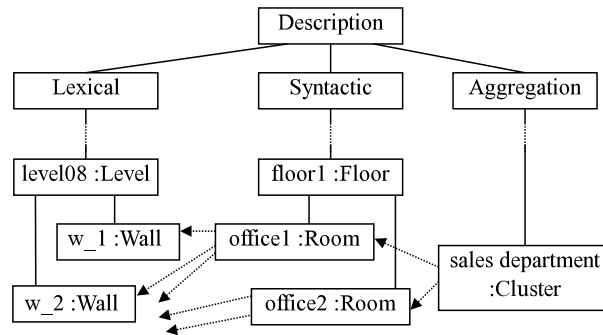 Description
Lexical
Syntactic
Aggregation
level08 :Level
floor1 :Floor
w_1 :Wall
office1 :Room
sales department
:Cluster
w_2 :Wall
office2 :Room